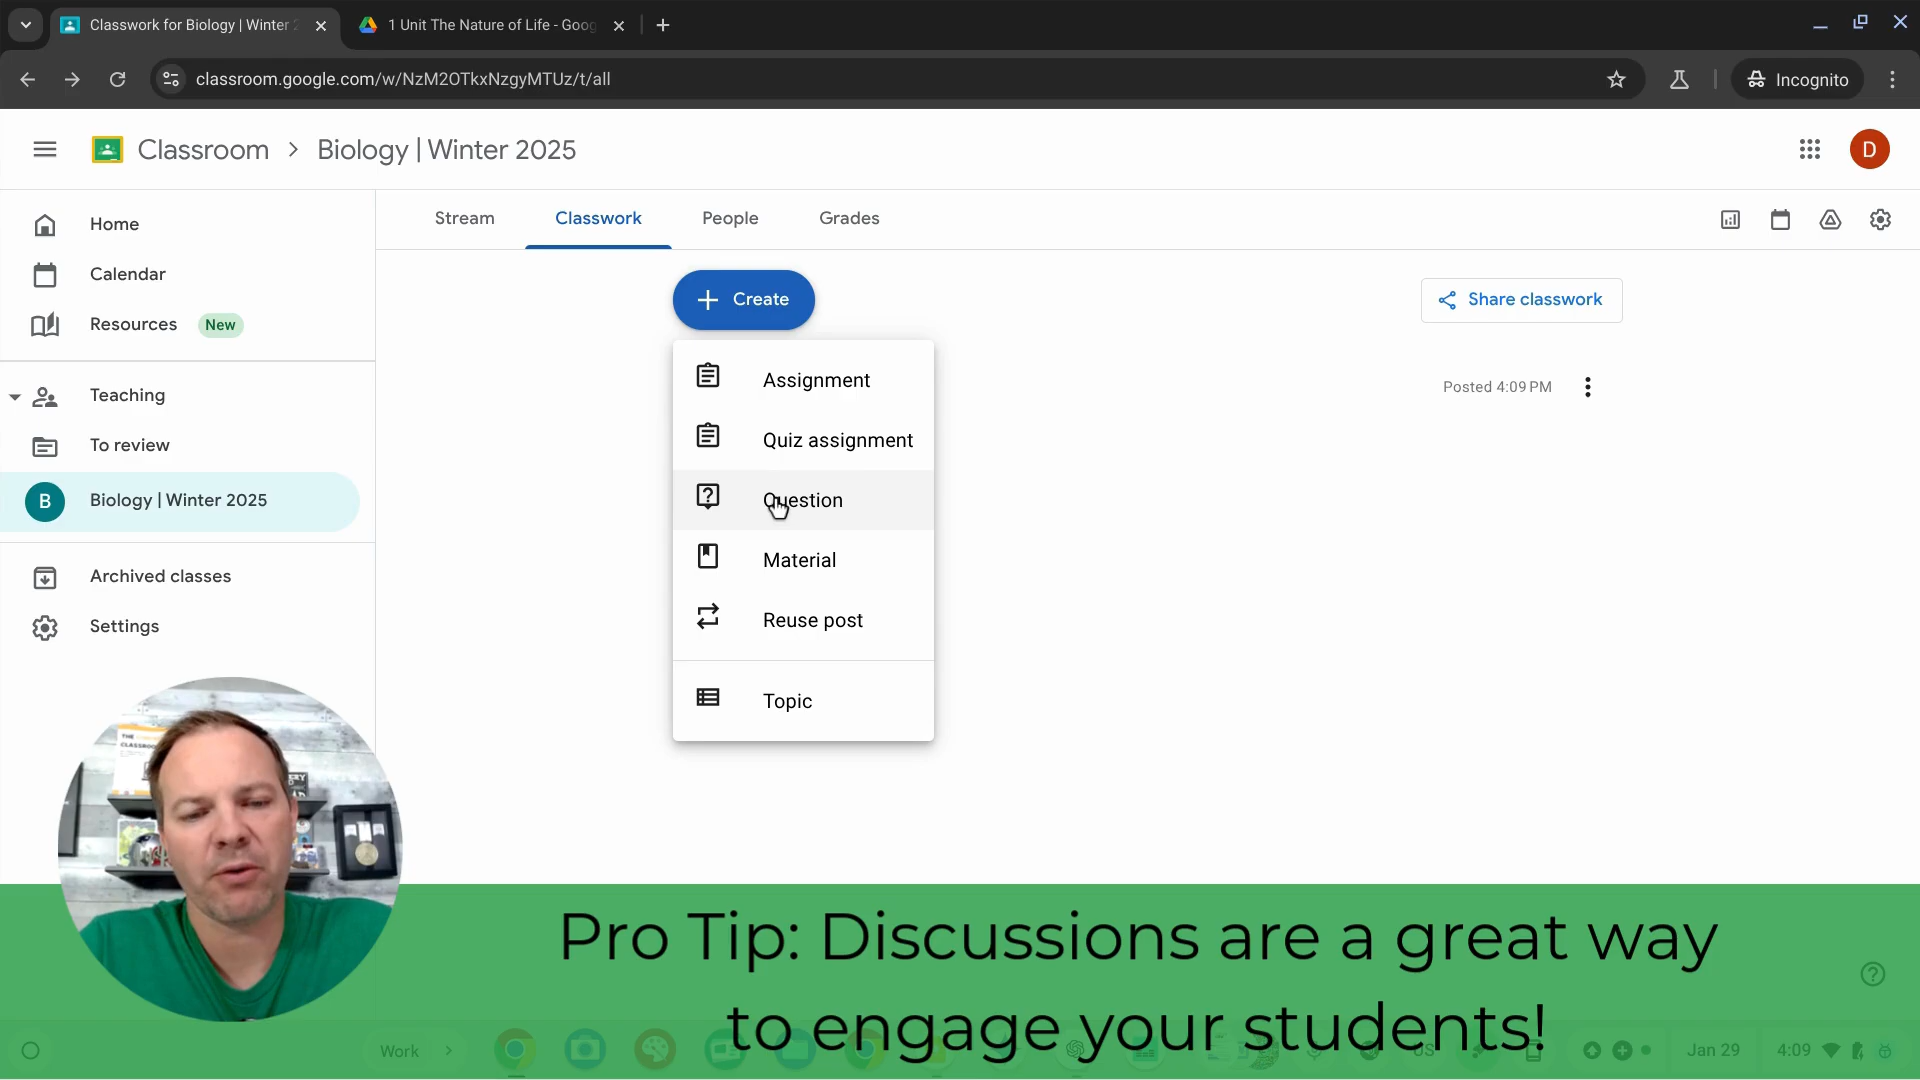 Classwork for Biology | Winter 2
1 Unit The Nature of Life - Goog
classroom.google.com/w/NzM2OTkxNzgyMTUz/t/all
Incognito
Classroom > Biology | Winter 2025
D
Home
Calendar
Resources New
Teaching
To review
B Biology | Winter 2025
Archived classes
Settings
Stream Classwork People Grades
+ Create
Share classwork
Assignment
Posted 4:09 PM
Quiz assignment
Question
Material
Reuse post
Topic
Pro Tip: Discussions are a great way
to engage your students!
Work
US
Jan 29
4:09